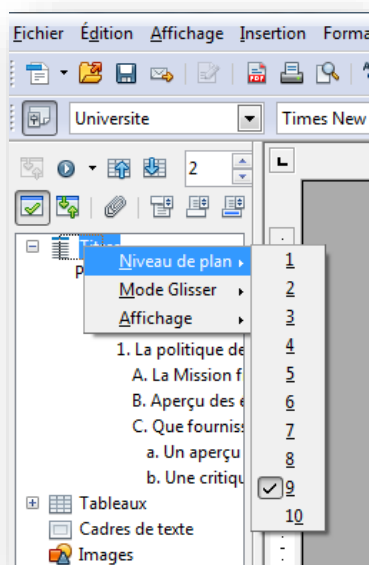 Fichier Édition Affichage Insertion Forma
Universite Times New
2
Titres
P
Niveau de plan
Mode Glisser
Affichage
1
2
3
4
5
6
7
8
9
10
1. La politique de
A. La Mission f
B. Aperçu des e
C. Que fourniss
a. Un aperçu
b. Une critiqu
Tableaux
Cadres de texte
Images